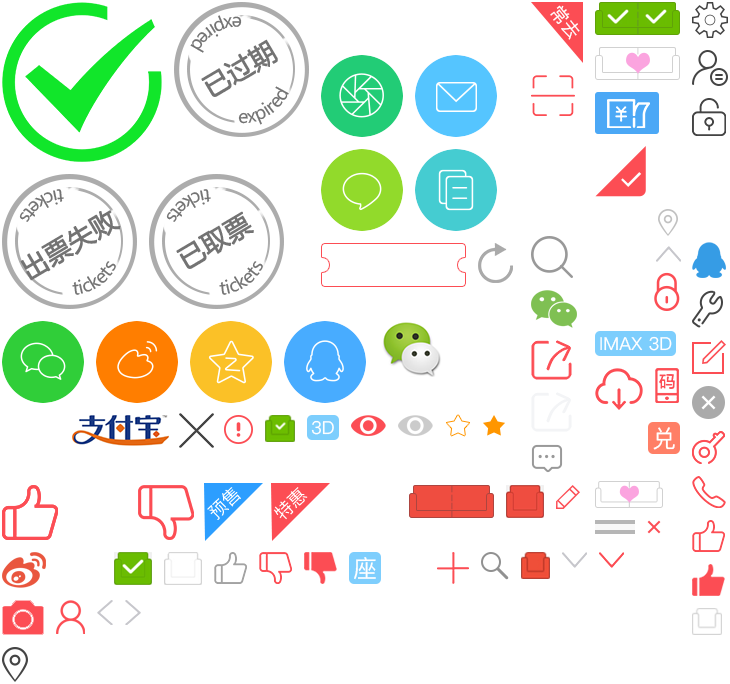 expired
已过期
expired
常去
¥
tickets
出票失败
tickets
tickets
已取票
tickets
IMAX 3D
码
支付宝
3D
兑
预售
特惠
座